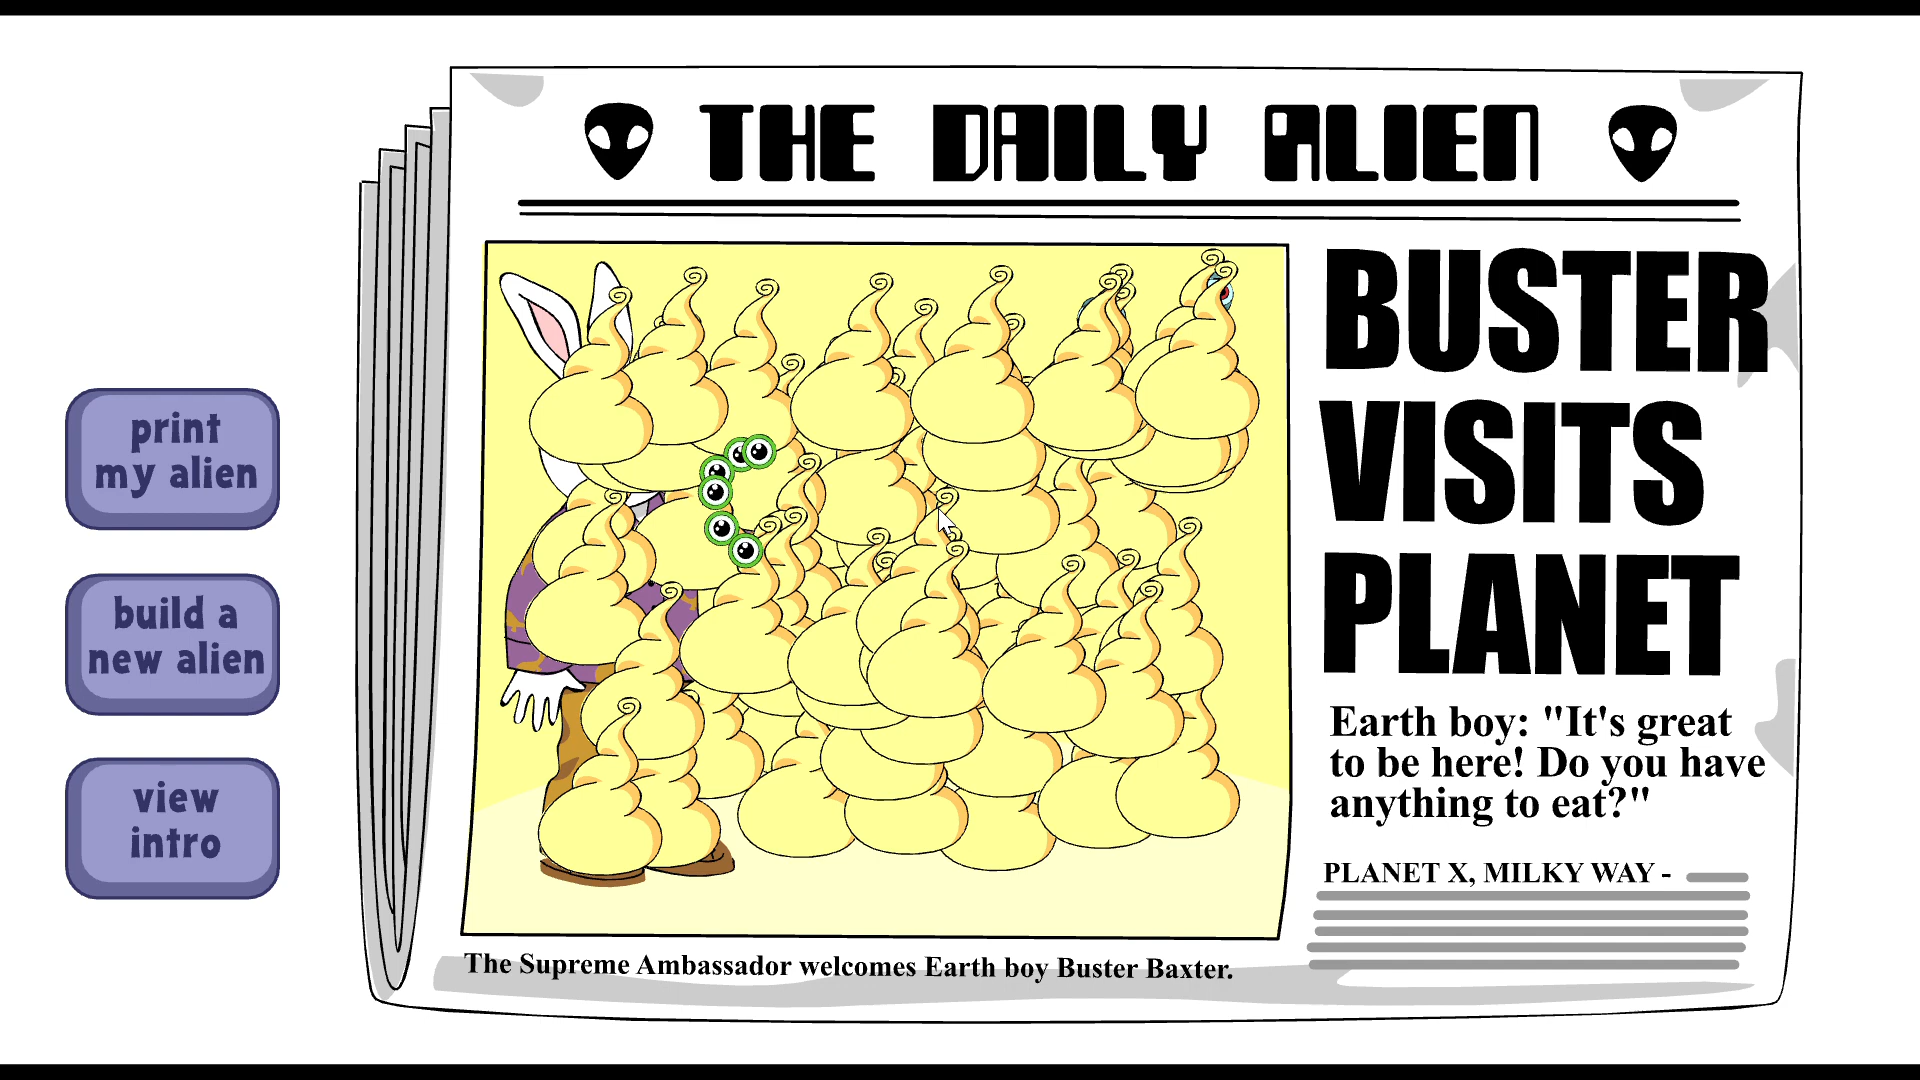 THE DAILY ALIEN
BUSTER
VISITS
PLANET
Earth boy: "It's great
to be here! Do you have
anything to eat?"
PLANET X, MILKY WAY -
The Supreme Ambassador welcomes Earth boy Buster Baxter.
print
my alien
build a
new alien
view
intro